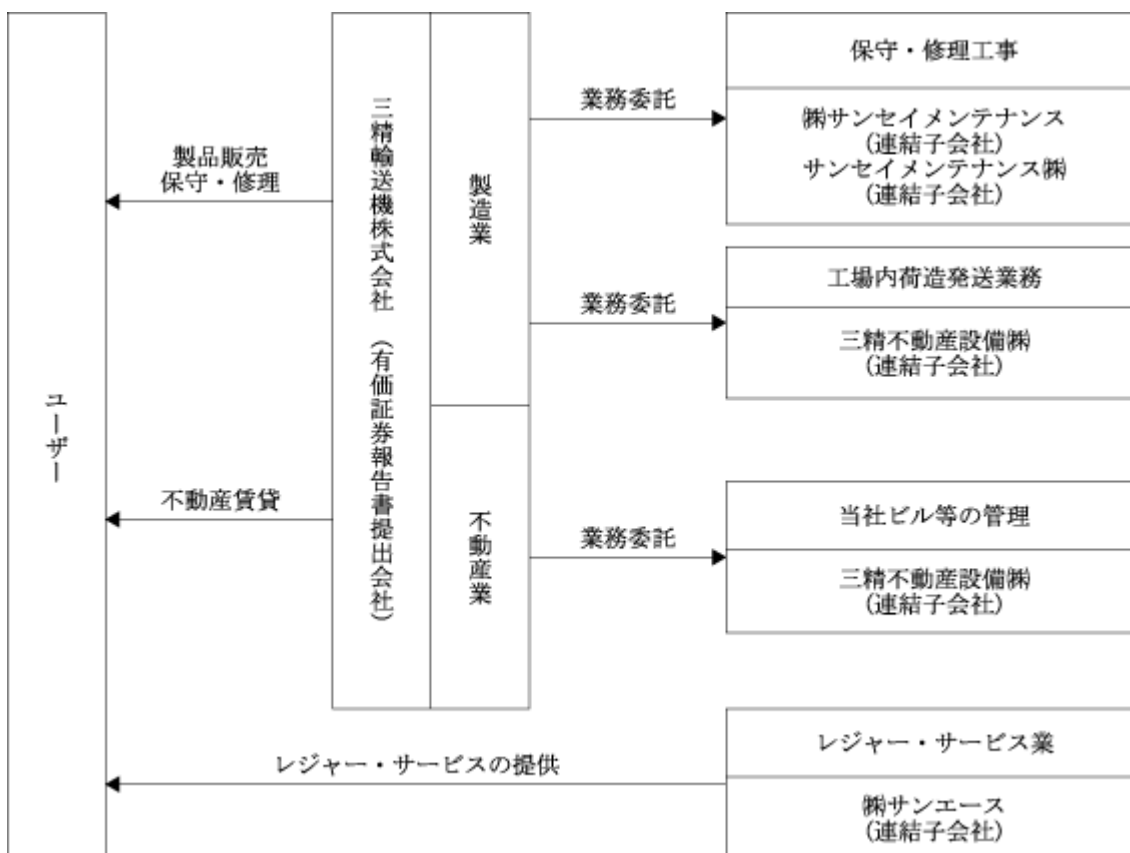 ユーザー
製品販売
保守・修理
不動産賃貸
三精輸送機株式会社（有価証券報告書提出会社）
製造業
不動産業
業務委託
保守・修理工事
㈱サンセイメンテナンス
(連結子会社)
サンセイメンテナンス㈱
(連結子会社)
業務委託
工場内荷造発送業務
三精不動産設備㈱
(連結子会社)
業務委託
当社ビル等の管理
三精不動産設備㈱
(連結子会社)
レジャー・サービスの提供
レジャー・サービス業
㈱サンエース
(連結子会社)